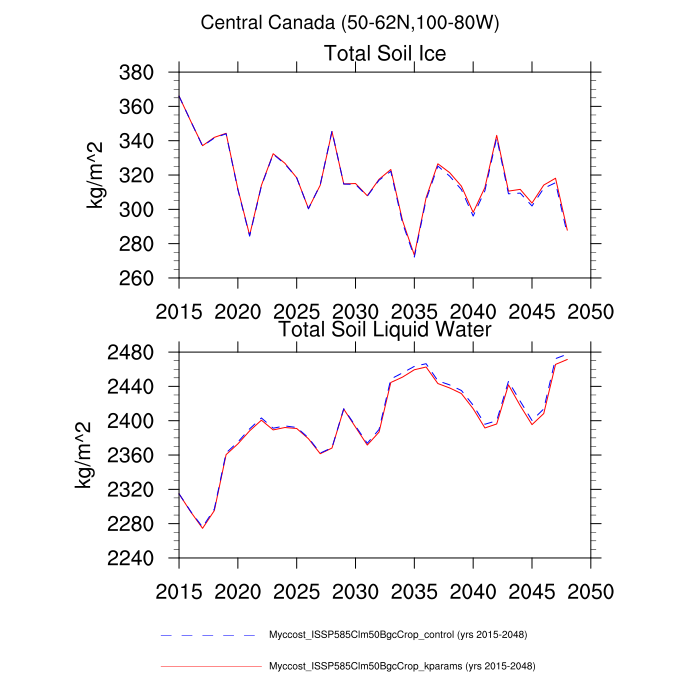 Central Canada (50-62N,100-80W)
Total Soil Ice
380
360
340
320
300
280
260
kg/m^2
2015 2020 2025 2030 2035 2040 2045 2050
Total Soil Liquid Water
2480
2440
2400
2360
2320
2280
2240
kg/m^2
2015 2020 2025 2030 2035 2040 2045 2050
Myccost_ISSP585Clm50BgcCrop_control (yrs 2015-2048)
Myccost_ISSP585Clm50BgcCrop_kparams (yrs 2015-2048)